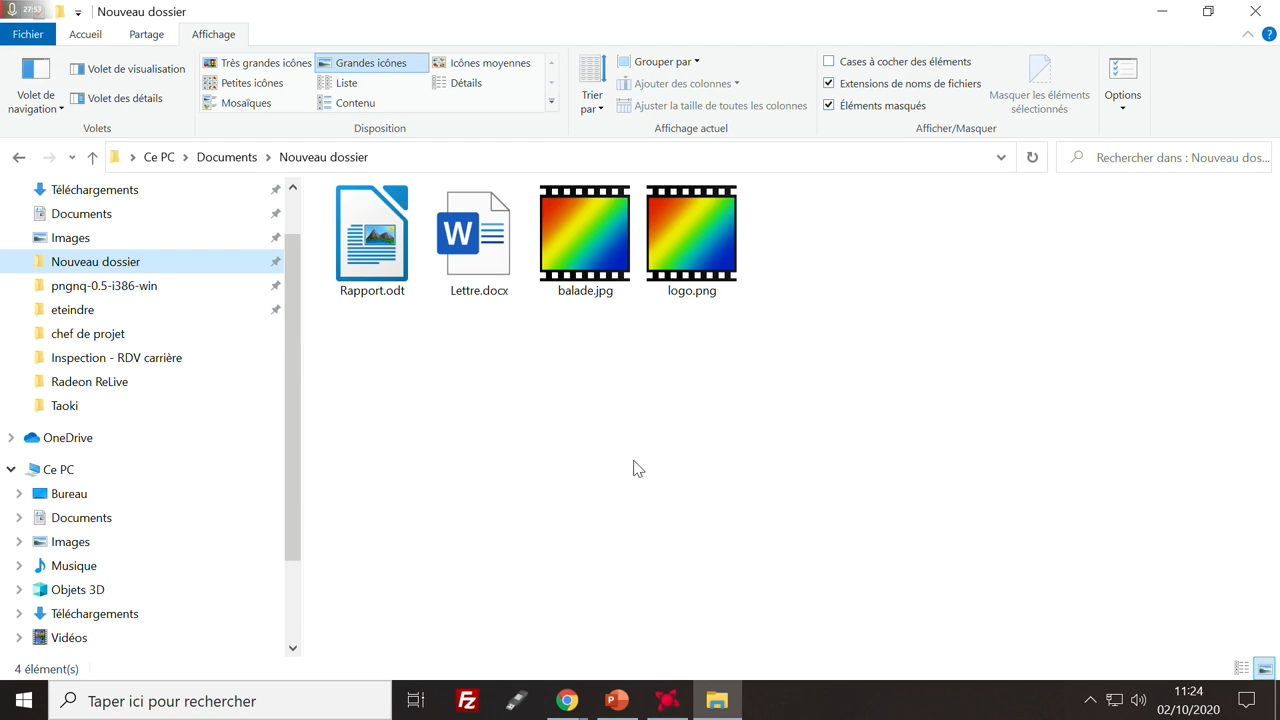 27:53
Nouveau dossier
Fichier
Accueil
Partage
Affichage
Volet de navigation
Volet de visualisation
Volet des détails
Volets
Très grandes icônes
Grandes icônes
Icônes moyennes
Petites icônes
Liste
Détails
Mosaïques
Contenu
Disposition
Trier par
Grouper par
Ajouter des colonnes
Ajuster la taille de toutes les colonnes
Affichage actuel
Cases à cocher des éléments
Extensions de noms de fichiers
Éléments masqués
Masquer les éléments
sélectionnés
Afficher/Masquer
Options
Ce PC
Documents
Nouveau dossier
Rechercher dans : Nouveau dos...
Téléchargements
Documents
Images
Nouveau dossier
pngnq-0.5-i386-win
eteindre
chef de projet
Inspection - RDV carrière
Radeon ReLive
Taoki
OneDrive
Ce PC
Bureau
Documents
Images
Musique
Objets 3D
Téléchargements
Vidéos
W
Rapport.odt
Lettre.docx
balade.jpg
logo.png
4 élément(s)
Taper ici pour rechercher
Fz
P
11:24
02/10/2020